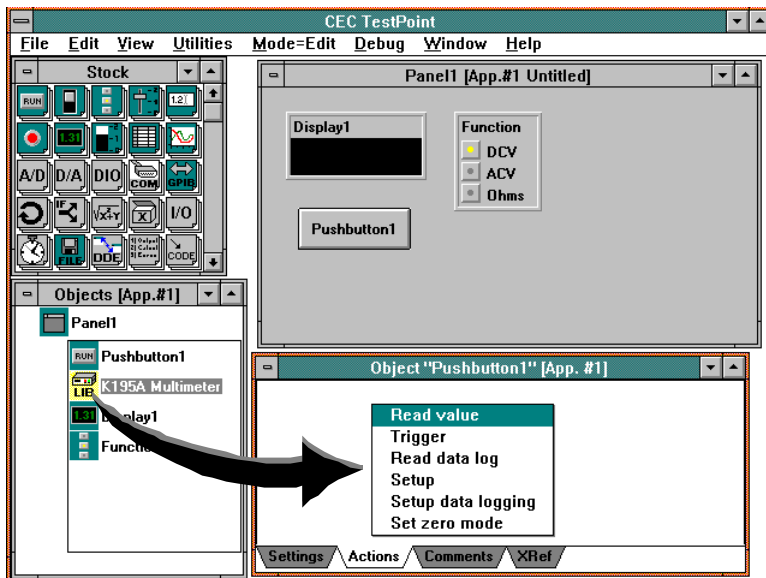 CEC TestPoint
File Edit View Utilities Mode=Edit Debug Window Help
Stock
RUN
1.2
1.31
A/D D/A DIO COM GPIB
IF √x+Y x I/O
FILE DDE CODE
Panel1 [App.#1 Untitled]
Display1
Function
DCV
ACV
Ohms
Pushbutton1
Objects [App.#1]
Panel1
RUN Pushbutton1
LIB K195A Multimeter
1.31
Object "Pushbutton1" [App. #1]
Read value
Trigger
Read data log
Setup
Setup data logging
Set zero mode
Settings Actions Comments XRef